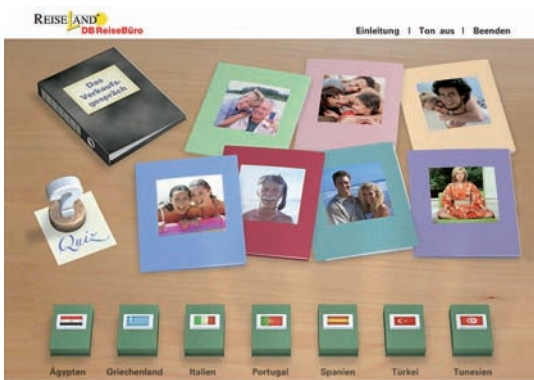 REISELAND
DB ReiseBüro
Einleitung | Ton aus | Beenden
Das
Verkaufs-
gespräch
Quiz
Ägypten Griechenland Italien Portugal Spanien Türkei Tunesien